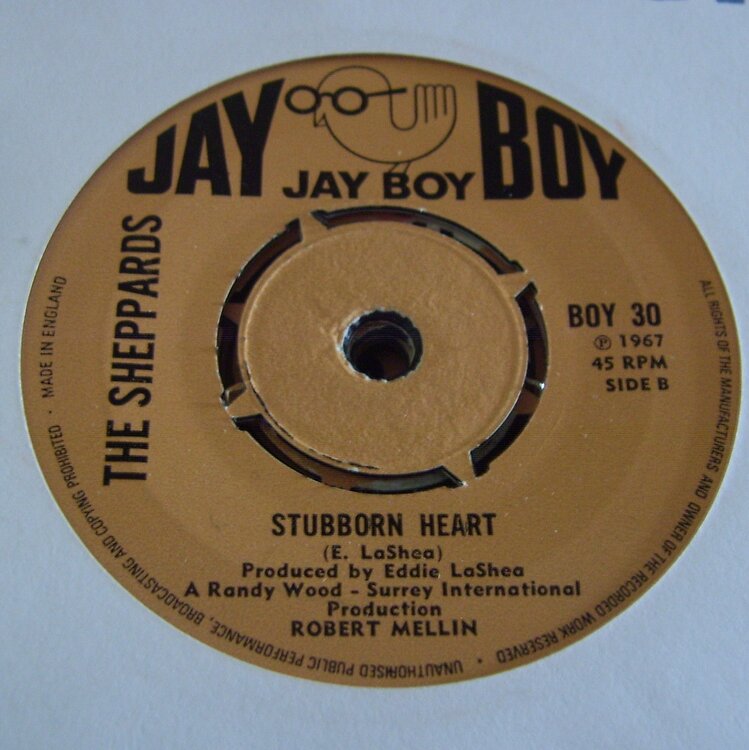 JAY BOY
JAY BOY
THE SHEPPARDS
BOY 30
℗ 1967
45 RPM
SIDE B
STUBBORN HEART
(E. LaShea)
Produced by Eddie LaShea
A Randy Wood - Surrey International
Production
ROBERT MELLIN
ALL RIGHTS OF THE MANUFACTURERS AND OWNER OF THE RECORDED WORK RESERVED · UNAUTHORISED PUBLIC PERFORMANCE, BROADCASTING AND COPYING PROHIBITED · MADE IN ENGLAND